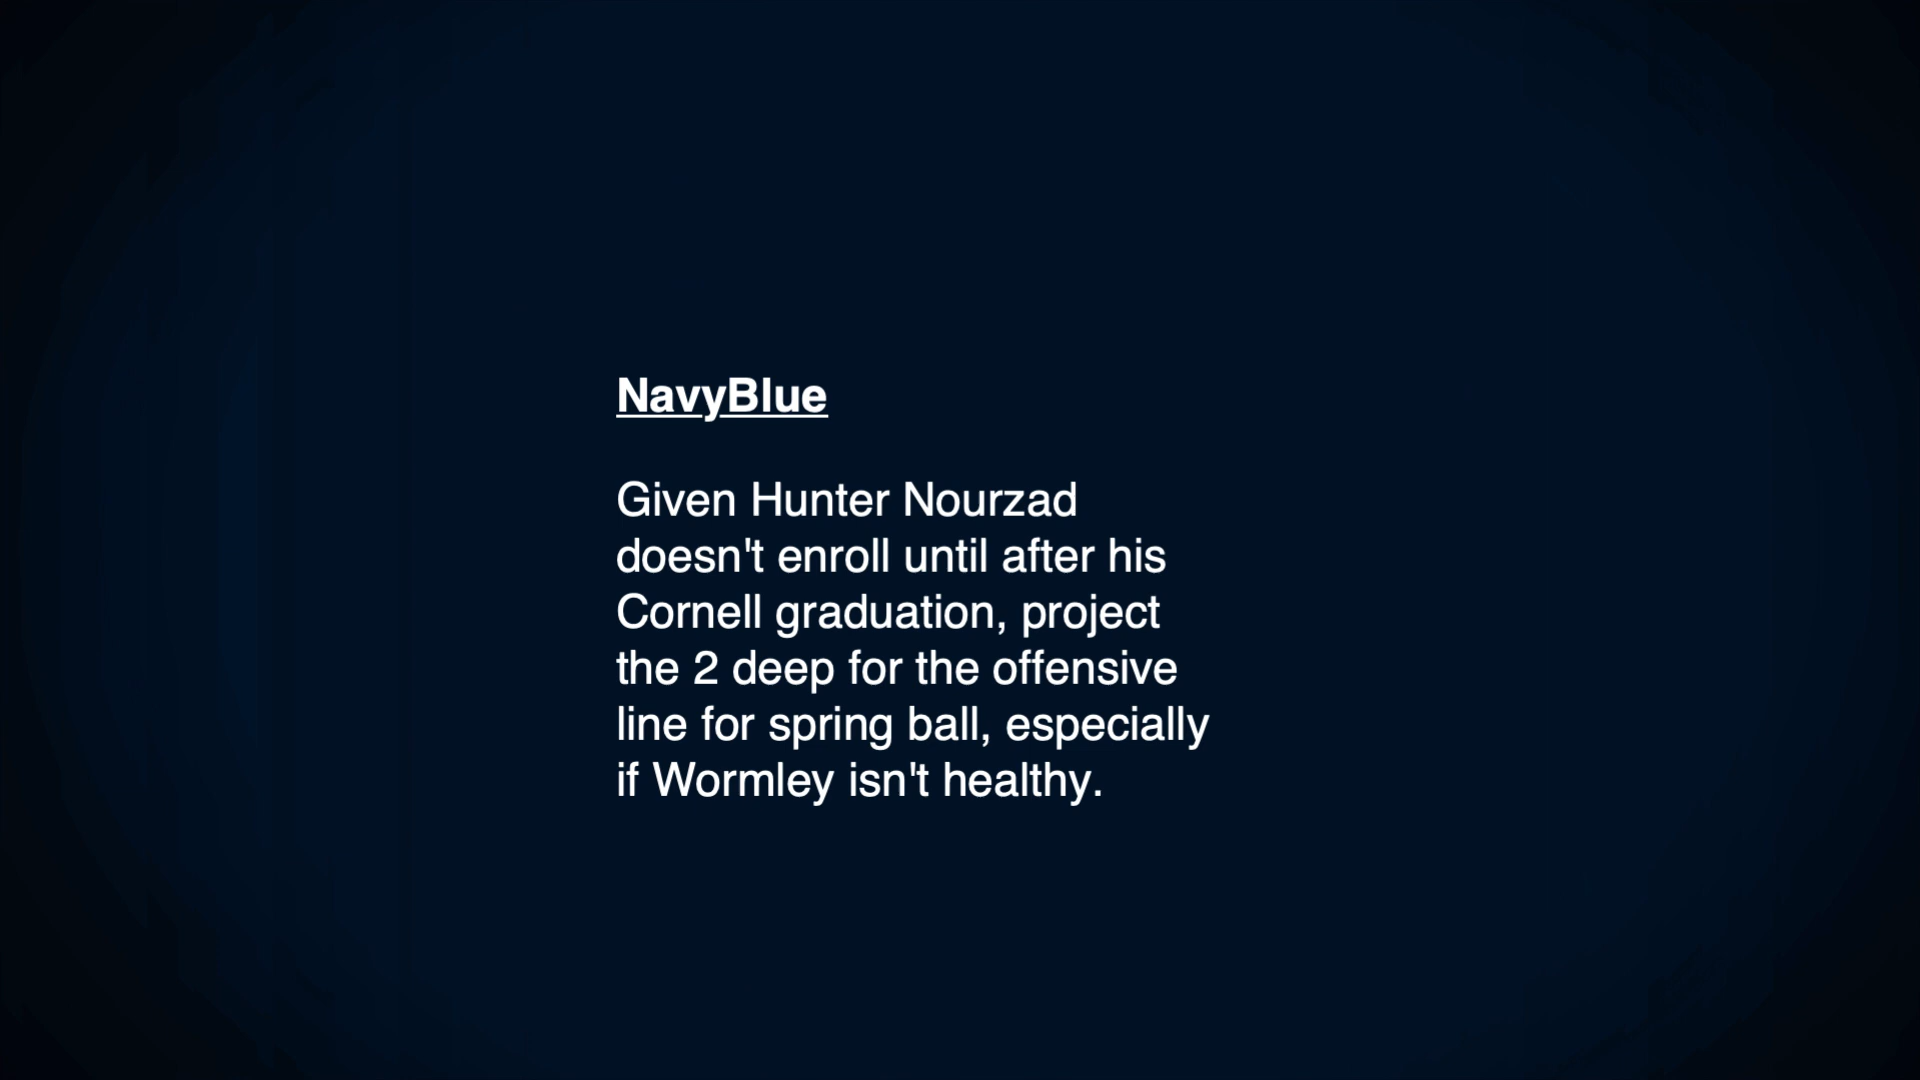 NavyBlue
Given Hunter Nourzad
doesn't enroll until after his
Cornell graduation, project
the 2 deep for the offensive
line for spring ball, especially
if Wormley isn't healthy.